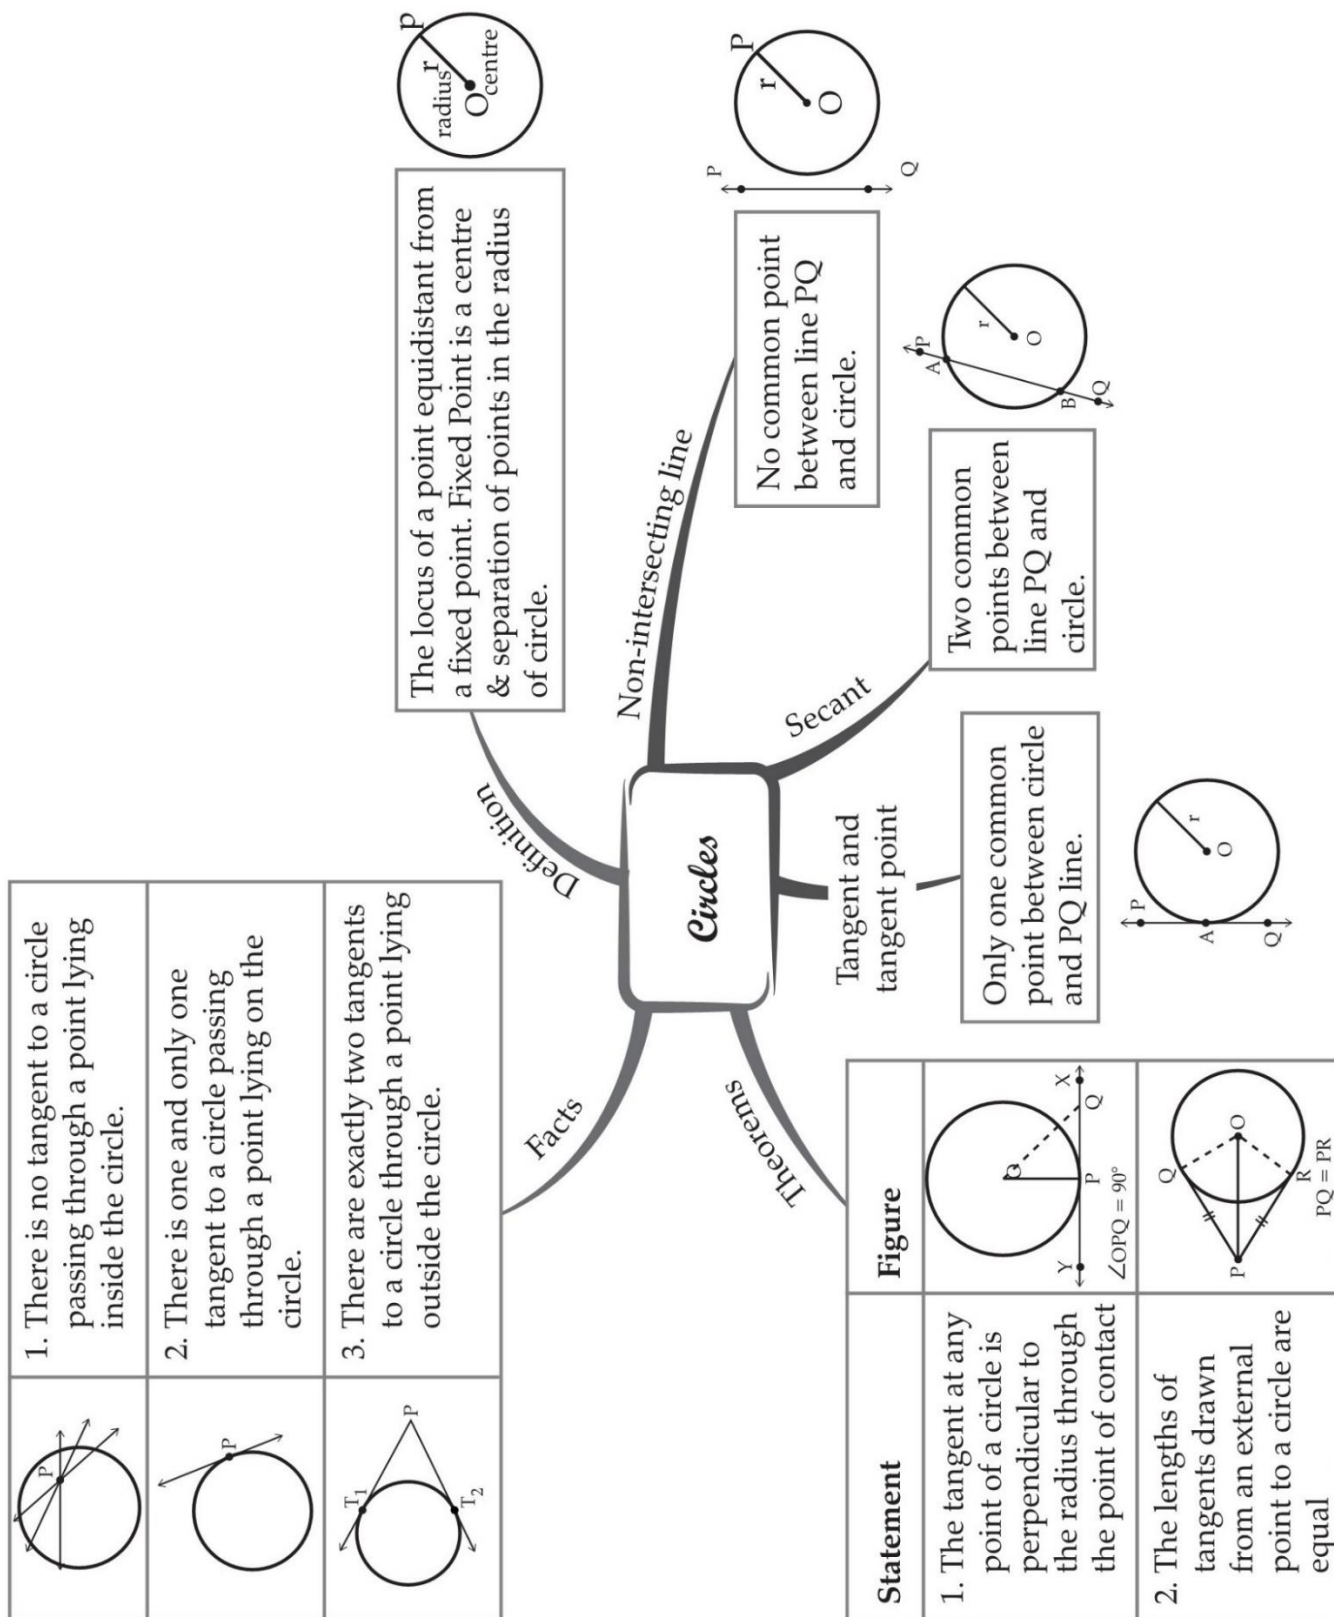 1. There is no tangent to a circle
passing through a point lying
inside the circle.
P
2. There is one and only one
tangent to a circle passing
through a point lying on the
circle.
P
3. There are exactly two tangents
to a circle through a point lying
outside the circle.
T1
P
T2
Facts
Definition
The locus of a point equidistant from
a fixed point. Fixed Point is a centre
& separation of points in the radius
of circle.
radius
r
p
O
centre
Circles
Non-intersecting line
No common point
between line PQ
and circle.
P
Q
r
P
O
Secant
Two common
points between
line PQ and
circle.
P
A
r
O
B
Q
Tangent and
tangent point
Only one common
point between circle
and PQ line.
P
A
Q
r
O
Theorems
Statement
Figure
1. The tangent at any
point of a circle is
perpendicular to
the radius through
the point of contact
O
Y
P
Q
X
∠OPQ = 90°
2. The lengths of
tangents drawn
from an external
point to a circle are
equal
Q
P
O
R
PQ = PR